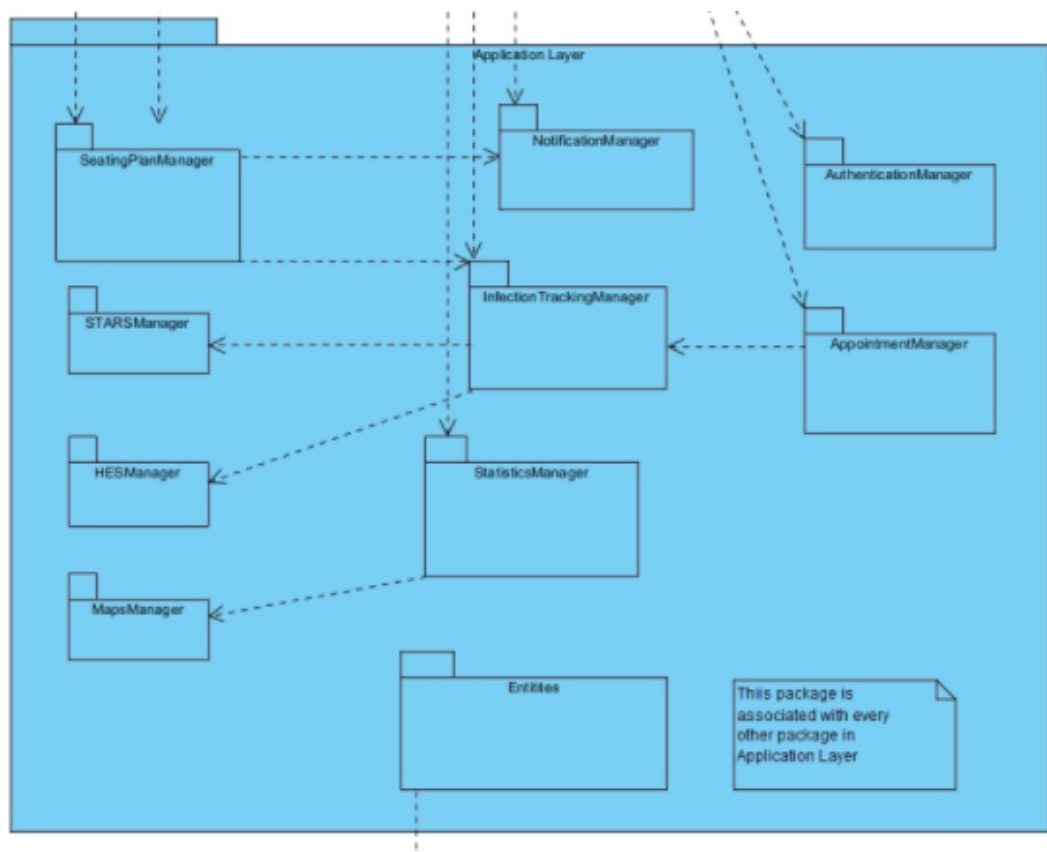 Application Layer
NotificationManager
SeatingPlanManager
AuthenticationManager
InfectionTrackingManager
STARSManager
AppointmentManager
HESManager
StatisticsManager
MapsManager
Entitties
Thiis package is
associated with every
other package in
Application Layer